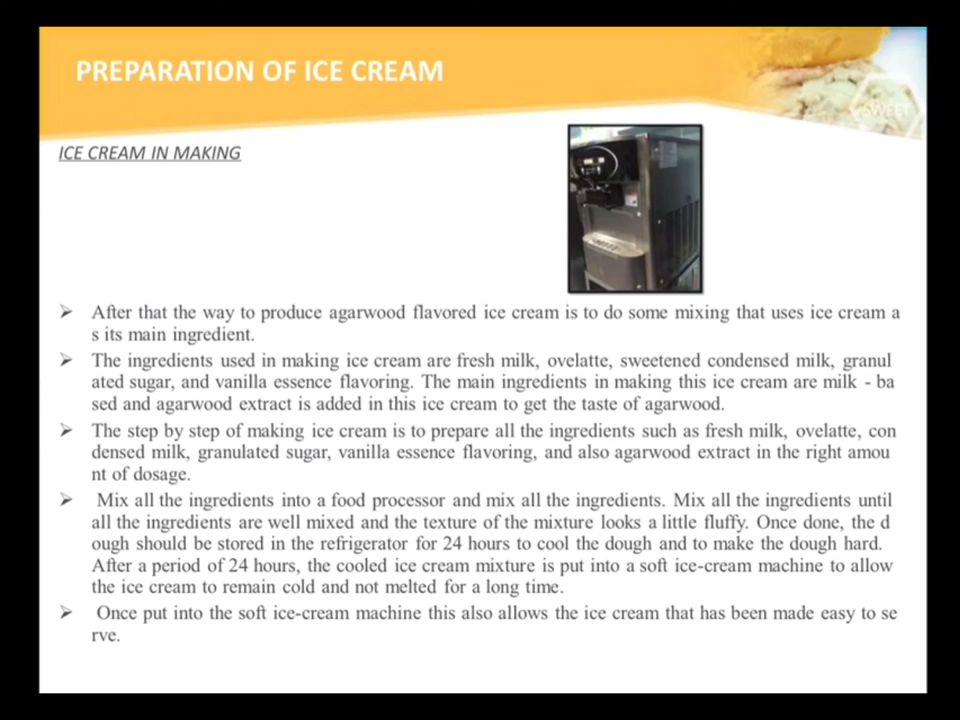 PREPARATION OF ICE CREAM
SWEET
ICE CREAM IN MAKING
➢ After that the way to produce agarwood flavored ice cream is to do some mixing that uses ice cream a
s its main ingredient.
➢ The ingredients used in making ice cream are fresh milk, ovelatte, sweetened condensed milk, granul
ated sugar, and vanilla essence flavoring. The main ingredients in making this ice cream are milk - ba
sed and agarwood extract is added in this ice cream to get the taste of agarwood.
➢ The step by step of making ice cream is to prepare all the ingredients such as fresh milk, ovelatte, con
densed milk, granulated sugar, vanilla essence flavoring, and also agarwood extract in the right amou
nt of dosage.
➢ Mix all the ingredients into a food processor and mix all the ingredients. Mix all the ingredients until
all the ingredients are well mixed and the texture of the mixture looks a little fluffy. Once done, the d
ough should be stored in the refrigerator for 24 hours to cool the dough and to make the dough hard.
After a period of 24 hours, the cooled ice cream mixture is put into a soft ice-cream machine to allow
the ice cream to remain cold and not melted for a long time.
➢ Once put into the soft ice-cream machine this also allows the ice cream that has been made easy to se
rve.